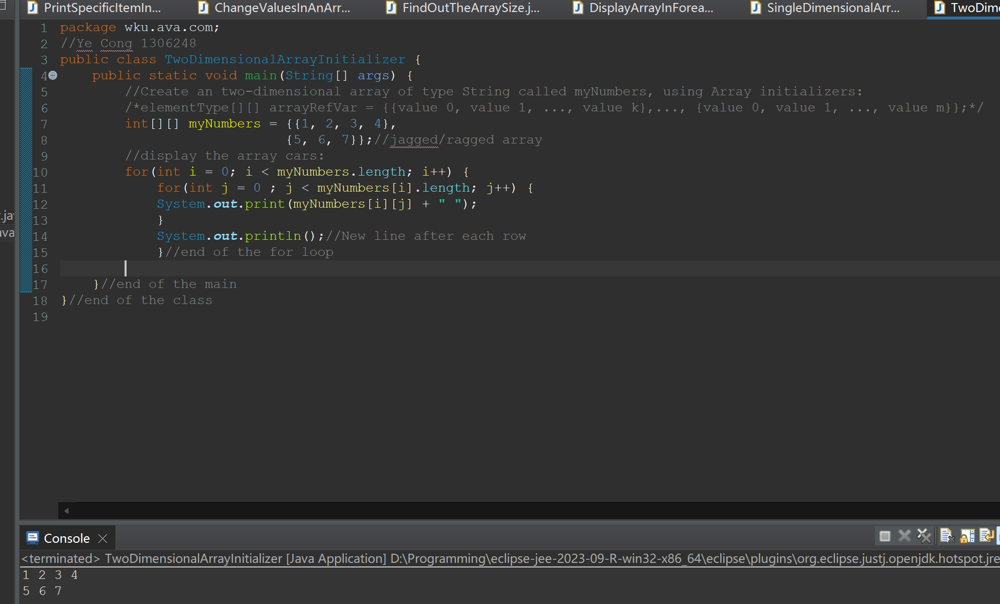 PrintSpecificItemIn... ChangeValuesInAnArr... FindOutTheArraySize.j... DisplayArrayInForea... SingleDimensionalArr... TwoDim
1 package wku.ava.com;
2 //Ye Cong 1306248
3 public class TwoDimensionalArrayInitializer {
4 public static void main(String[] args) {
5 //Create an two-dimensional array of type String called myNumbers, using Array initializers:
6 /*elementType[][] arrayRefVar = {{value 0, value 1, ..., value k},..., {value 0, value 1, ..., value m}};*/
7 int[][] myNumbers = {{1, 2, 3, 4},
8 {5, 6, 7}};//jagged/ragged array
9 //display the array cars:
10 for(int i = 0; i < myNumbers.length; i++) {
11 for(int j = 0 ; j < myNumbers[i].length; j++) {
12 System.out.print(myNumbers[i][j] + " ");
13 }
14 System.out.println();//New line after each row
15 }//end of the for loop
16
17 }//end of the main
18 }//end of the class
19
.ja
ava
Console
<terminated> TwoDimensionalArrayInitializer [Java Application] D:\Programming\eclipse-jee-2023-09-R-win32-x86_64\eclipse\plugins\org.eclipse.justj.openjdk.hotspot.jre
1 2 3 4
5 6 7